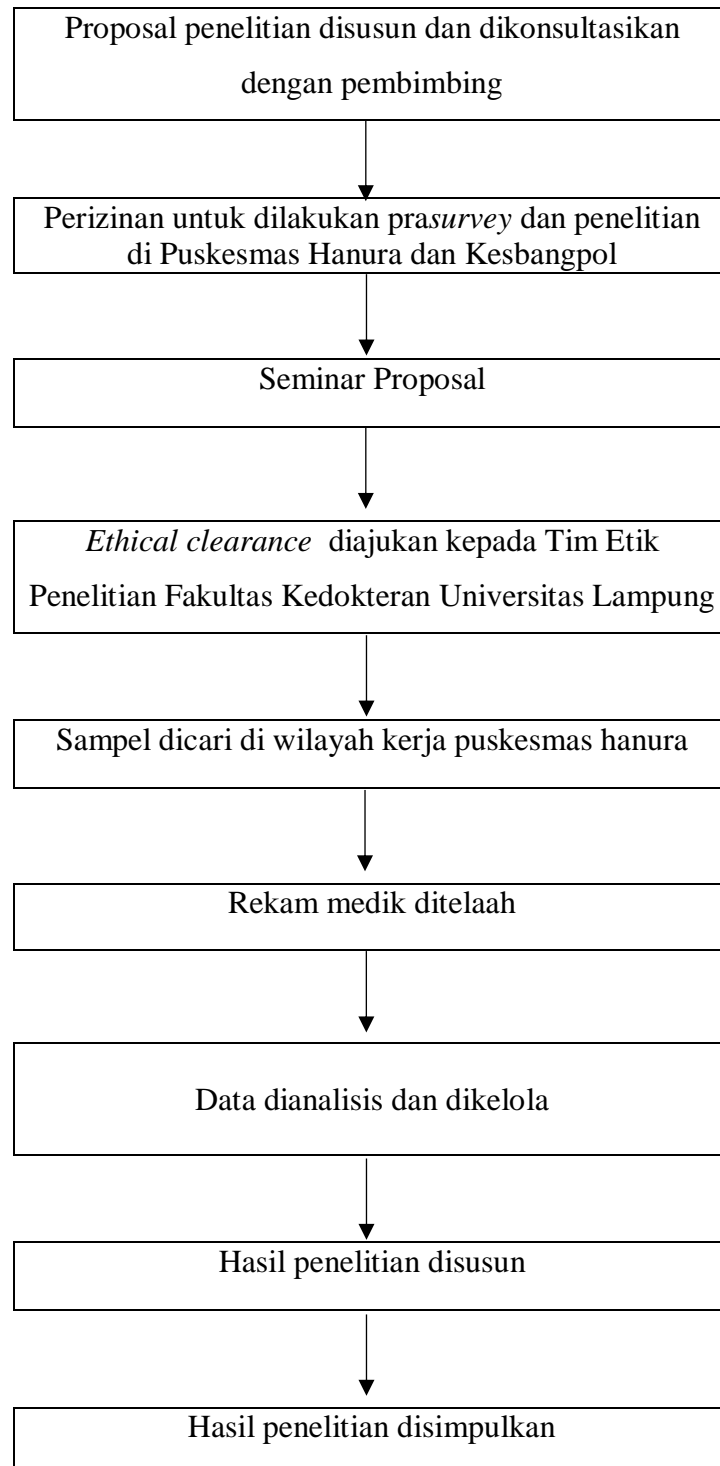 Proposal penelitian disusun dan dikonsultasikan
dengan pembimbing
Perizinan untuk dilakukan prasurvey dan penelitian
di Puskesmas Hanura dan Kesbangpol
Seminar Proposal
Ethical clearance diajukan kepada Tim Etik
Penelitian Fakultas Kedokteran Universitas Lampung
Sampel dicari di wilayah kerja puskesmas hanura
Rekam medik ditelaah
Data dianalisis dan dikelola
Hasil penelitian disusun
Hasil penelitian disimpulkan